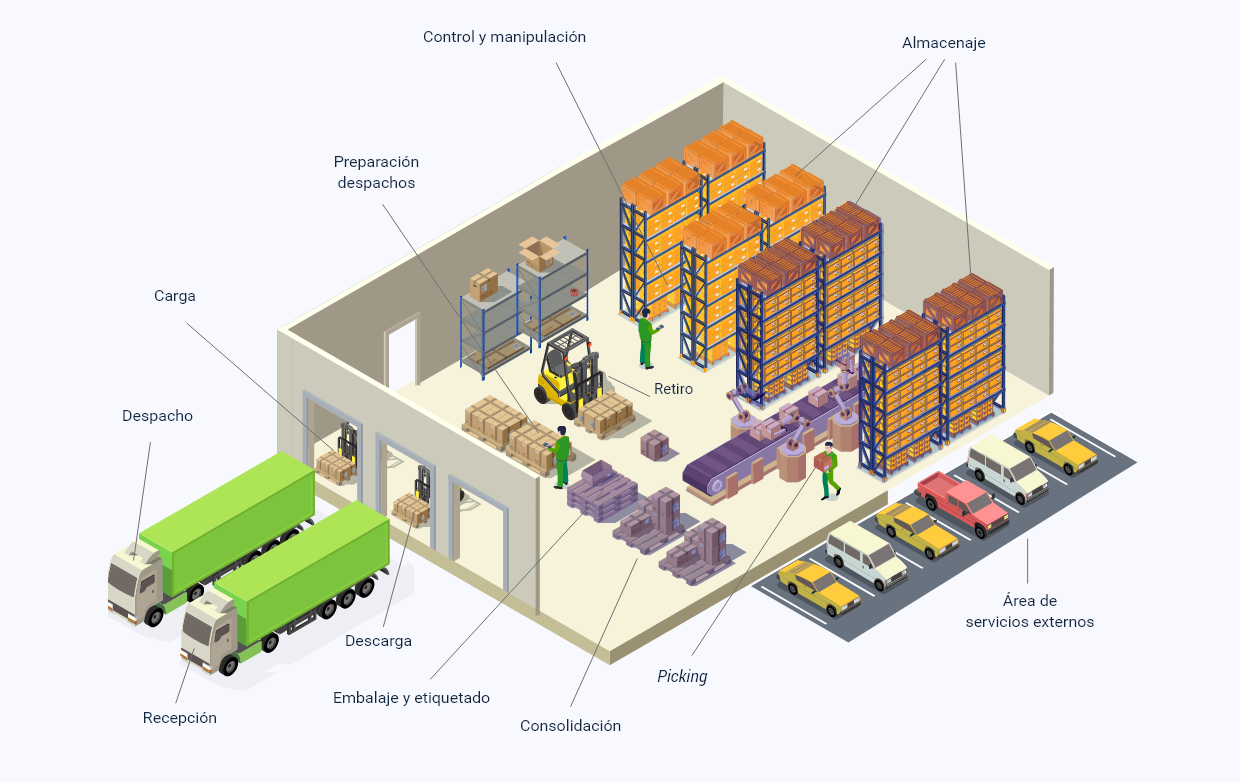 Control y manipulación
Almacenaje
Preparación
despachos
Carga
Retiro
Despacho
Área de
servicios externos
Descarga
Picking
Embalaje y etiquetado
Recepción
Consolidación